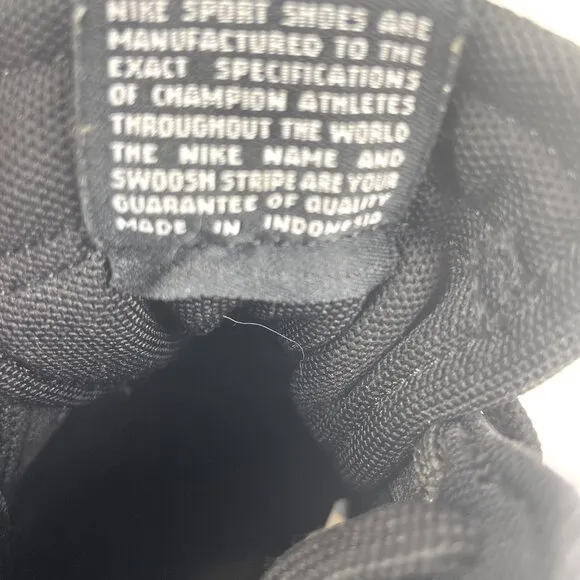 NIKE SPORT SHOES ARE
MANUFACTURED TO THE
EXACT SPECIFICATIONS
OF CHAMPION ATHLETES
THROUGHOUT THE WORLD
THE NIKE NAME AND
SWOOSH STRIPE ARE YOUR
GUARANTEE OF QUALITY
MADE IN INDONESIA